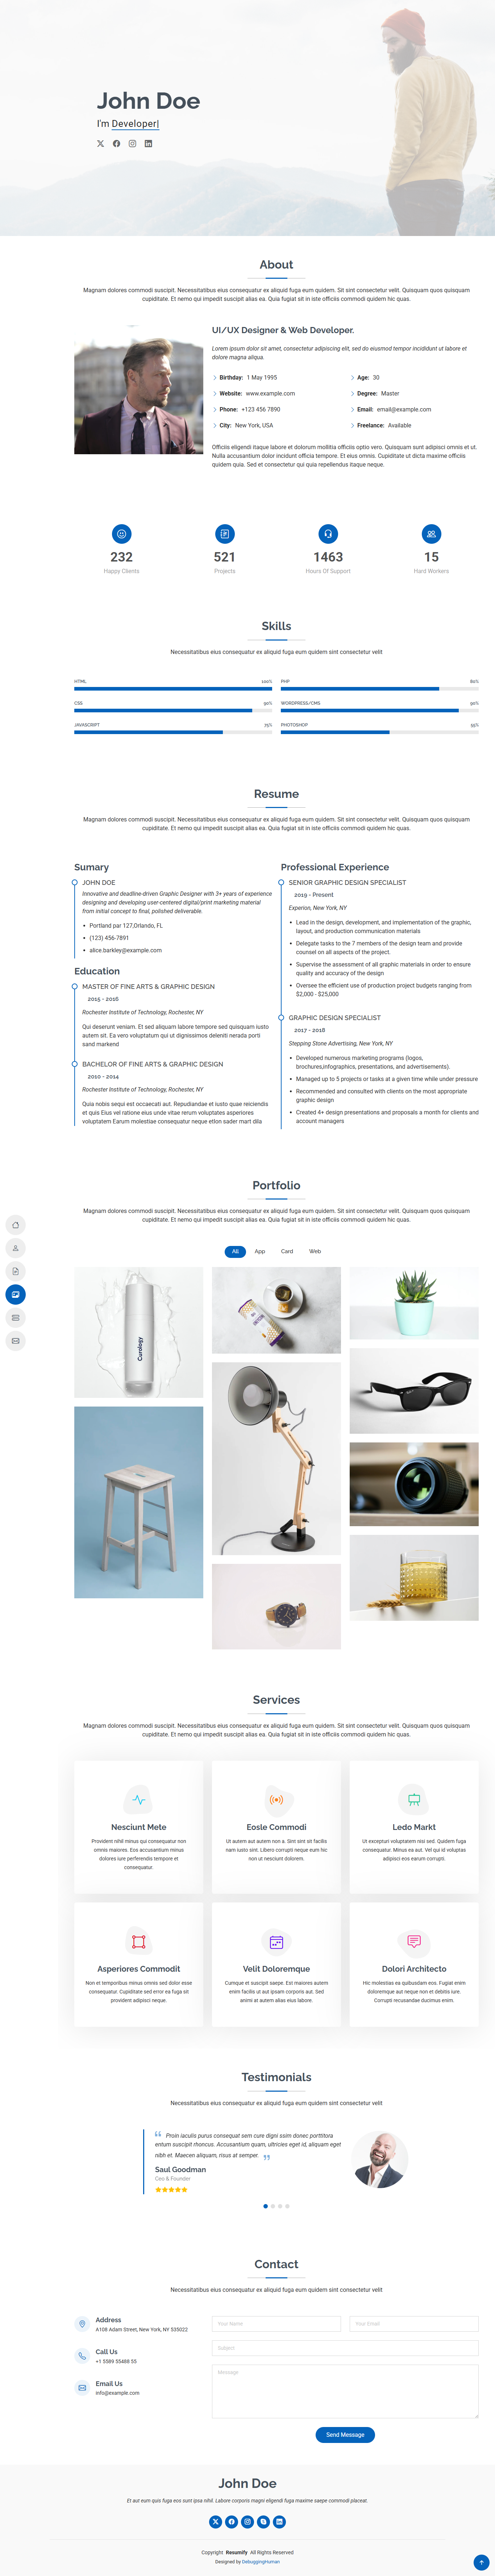 John Doe
I'm Developer|
About
Magnam dolores commodi suscipit. Necessitatibus eius consequatur ex aliquid fuga eum quidem. Sit sint consectetur velit. Quisquam quos quisquam
cupiditate. Et nemo qui impedit suscipit alias ea. Quia fugiat sit in iste officiis commodi quidem hic quas.
UI/UX Designer & Web Developer.
Lorem ipsum dolor sit amet, consectetur adipiscing elit, sed do eiusmod tempor incididunt ut labore et
dolore magna aliqua.
Birthday: 1 May 1995
Age: 30
Website: www.example.com
Degree: Master
Phone: +123 456 7890
Email: email@example.com
City: New York, USA
Freelance: Available
Officiis eligendi itaque labore et dolorum mollitia officiis optio vero. Quisquam sunt adipisci omnis et ut.
Nulla accusantium dolor incidunt officia tempore. Et eius omnis. Cupiditate ut dicta maxime officiis
quidem quia. Sed et consectetur qui quia repellendus itaque neque.
232
Happy Clients
521
Projects
1463
Hours Of Support
15
Hard Workers
Skills
Necessitatibus eius consequatur ex aliquid fuga eum quidem sint consectetur velit
HTML 100%
PHP 80%
CSS 90%
WORDPRESS/CMS 90%
JAVASCRIPT 75%
PHOTOSHOP 55%
Resume
Magnam dolores commodi suscipit. Necessitatibus eius consequatur ex aliquid fuga eum quidem. Sit sint consectetur velit. Quisquam quos quisquam
cupiditate. Et nemo qui impedit suscipit alias ea. Quia fugiat sit in iste officiis commodi quidem hic quas.
Sumary
JOHN DOE
Innovative and deadline-driven Graphic Designer with 3+ years of experience
designing and developing user-centered digital/print marketing material
from initial concept to final, polished deliverable.
Portland par 127,Orlando, FL
(123) 456-7891
alice.barkley@example.com
Education
MASTER OF FINE ARTS & GRAPHIC DESIGN
2015 - 2016
Rochester Institute of Technology, Rochester, NY
Qui deserunt veniam. Et sed aliquam labore tempore sed quisquam iusto
autem sit. Ea vero voluptatum qui ut dignissimos deleniti nerada porti
sand markend
BACHELOR OF FINE ARTS & GRAPHIC DESIGN
2010 - 2014
Rochester Institute of Technology, Rochester, NY
Quia nobis sequi est occaecati aut. Repudiandae et iusto quae reiciendis
et quis Eius vel ratione eius unde vitae rerum voluptates asperiores
voluptatem Earum molestiae consequatur neque etlon sader mart dila
Professional Experience
SENIOR GRAPHIC DESIGN SPECIALIST
2019 - Present
Experion, New York, NY
Lead in the design, development, and implementation of the graphic,
layout, and production communication materials
Delegate tasks to the 7 members of the design team and provide
counsel on all aspects of the project.
Supervise the assessment of all graphic materials in order to ensure
quality and accuracy of the design
Oversee the efficient use of production project budgets ranging from
$2,000 - $25,000
GRAPHIC DESIGN SPECIALIST
2017 - 2018
Stepping Stone Advertising, New York, NY
Developed numerous marketing programs (logos,
brochures,infographics, presentations, and advertisements).
Managed up to 5 projects or tasks at a given time while under pressure
Recommended and consulted with clients on the most appropriate
graphic design
Created 4+ design presentations and proposals a month for clients and
account managers
Portfolio
Magnam dolores commodi suscipit. Necessitatibus eius consequatur ex aliquid fuga eum quidem. Sit sint consectetur velit. Quisquam quos quisquam
cupiditate. Et nemo qui impedit suscipit alias ea. Quia fugiat sit in iste officiis commodi quidem hic quas.
All App Card Web
Curology
Services
Magnam dolores commodi suscipit. Necessitatibus eius consequatur ex aliquid fuga eum quidem. Sit sint consectetur velit. Quisquam quos quisquam
cupiditate. Et nemo qui impedit suscipit alias ea. Quia fugiat sit in iste officiis commodi quidem hic quas.
Nesciunt Mete
Provident nihil minus qui consequatur non
omnis maiores. Eos accusantium minus
dolores iure perferendis tempore et
consequatur.
Eosle Commodi
Ut autem aut autem non a. Sint sint sit facilis
nam iusto sint. Libero corrupti neque eum hic
non ut nesciunt dolorem.
Ledo Markt
Ut excepturi voluptatem nisi sed. Quidem fuga
consequatur. Minus ea aut. Vel qui id voluptas
adipisci eos earum corrupti.
Asperiores Commodit
Non et temporibus minus omnis sed dolor esse
consequatur. Cupiditate sed error ea fuga sit
provident adipisci neque.
Velit Doloremque
Cumque et suscipit saepe. Est maiores autem
enim facilis ut aut ipsam corporis aut. Sed
animi at autem alias eius labore.
Dolori Architecto
Hic molestias ea quibusdam eos. Fugiat enim
doloremque aut neque non et debitis iure.
Corrupti recusandae ducimus enim.
Testimonials
Necessitatibus eius consequatur ex aliquid fuga eum quidem sint consectetur velit
Proin iaculis purus consequat sem cure digni ssim donec porttitora
entum suscipit rhoncus. Accusantium quam, ultricies eget id, aliquam eget
nibh et. Maecen aliquam, risus at semper.
Saul Goodman
Ceo & Founder
Contact
Necessitatibus eius consequatur ex aliquid fuga eum quidem sint consectetur velit
Address
A108 Adam Street, New York, NY 535022
Call Us
+1 5589 55488 55
Email Us
info@example.com
Your Name
Your Email
Subject
Message
Send Message
John Doe
Et aut eum quis fuga eos sunt ipsa nihil. Labore corporis magni eligendi fuga maxime saepe commodi placeat.
Copyright Resumify All Rights Reserved
Designed by DebuggingHuman